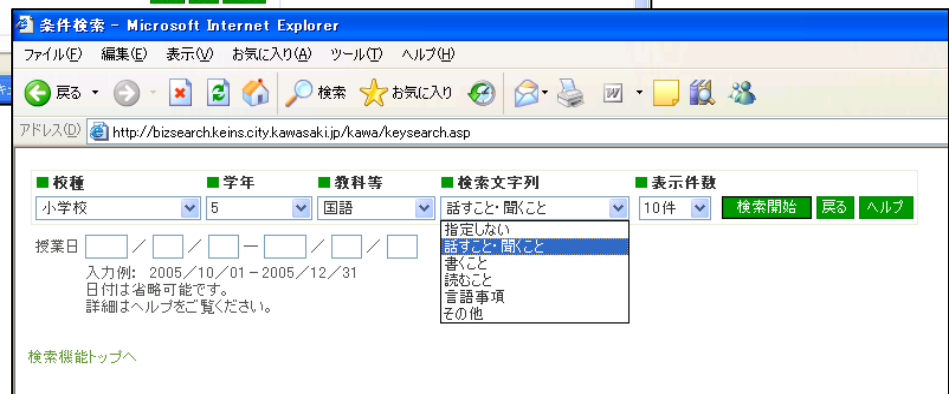 条件検索 - Microsoft Internet Explorer
ファイル(F) 編集(E) 表示(V) お気に入り(A) ツール(T) ヘルプ(H)
戻る 検索 お気に入り
アドレス(D) http://bizsearch.keins.city.kawasaki.jp/kawa/keysearch.asp
■校種 ■学年 ■教科等 ■検索文字列 ■表示件数
小学校 5 国語 話すこと・聞くこと 10件 検索開始 戻る ヘルプ
指定しない
話すこと・聞くこと
書くこと
読むこと
言語事項
その他
授業日 / / - / /
入力例: 2005/10/01-2005/12/31
日付は省略可能です。
詳細はヘルプをご覧ください。
検索機能トップへ